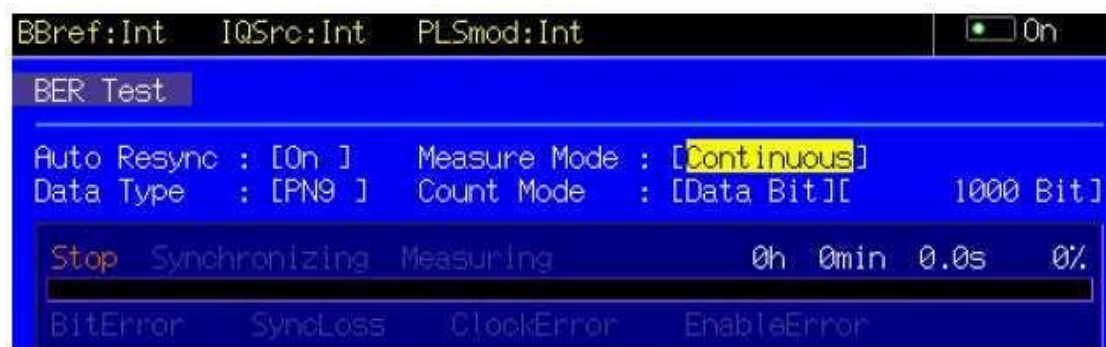 BBref:Int IQSrc:Int PLSmod:Int On
BER Test
Auto Resync : [On ] Measure Mode : [Continuous]
Data Type : [PN9 ] Count Mode : [Data Bit][ 1000 Bit]
Stop Synchronizing Measuring 0h 0min 0.0s 0%
BitError SyncLoss ClockError EnableError